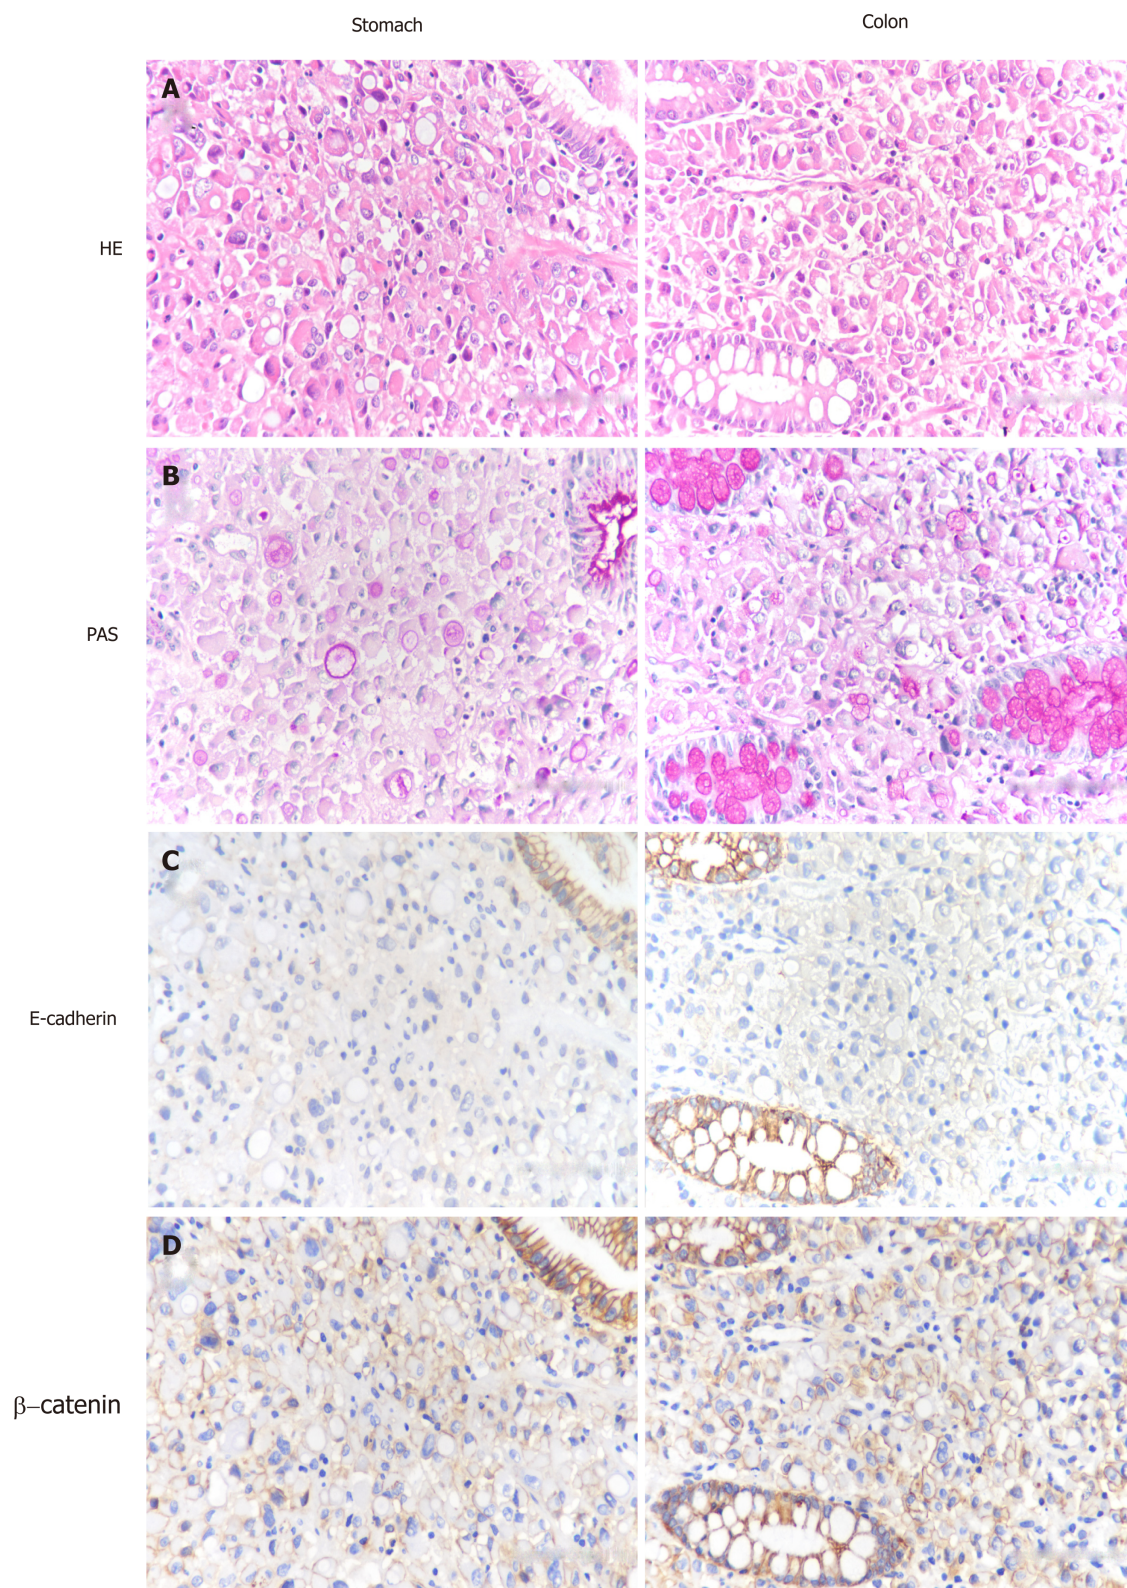 Stomach Colon
A
HE
B
PAS
C
E-cadherin
D
β–catenin